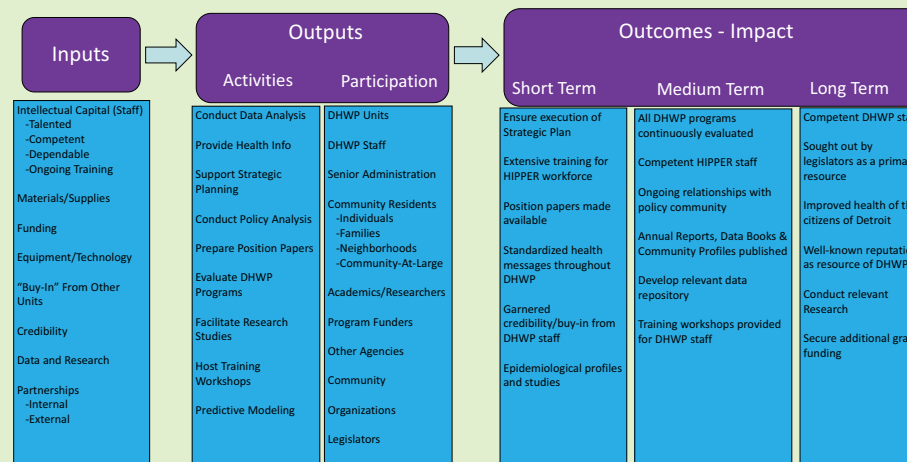 Inputs
Intellectual Capital (Staff)
-Talented
-Competent
-Dependable
-Ongoing Training
Materials/Supplies
Funding
Equipment/Technology
"Buy-In" From Other
Units
Credibility
Data and Research
Partnerships
-Internal
-External
Outputs
Activities
Conduct Data Analysis
Provide Health Info
Support Strategic
Planning
Conduct Policy Analysis
Prepare Position Papers
Evaluate DHWP
Programs
Facilitate Research
Studies
Host Training
Workshops
Predictive Modeling
Participation
DHWP Units
DHWP Staff
Senior Administration
Community Residents
-Individuals
-Families
-Neighborhoods
-Community-At-Large
Academics/Researchers
Program Funders
Other Agencies
Community
Organizations
Legislators
Outcomes - Impact
Short Term
Ensure execution of
Strategic Plan
Extensive training for
HIPPER workforce
Position papers made
available
Standardized health
messages throughout
DHWP
Garnered
credibility/buy-in from
DHWP staff
Epidemiological profiles
and studies
Medium Term
All DHWP programs
continuously evaluated
Competent HIPPER staff
Ongoing relationships with
policy community
Annual Reports, Data Books &
Community Profiles published
Develop relevant data
repository
Training workshops provided
for DHWP staff
Long Term
Competent DHWP
Sought out by
legislators as a
resource
Improved health of
citizens of Detroit
Well-known
as resource of DHWP
Conduct relevant
Research
Secure additional
funding